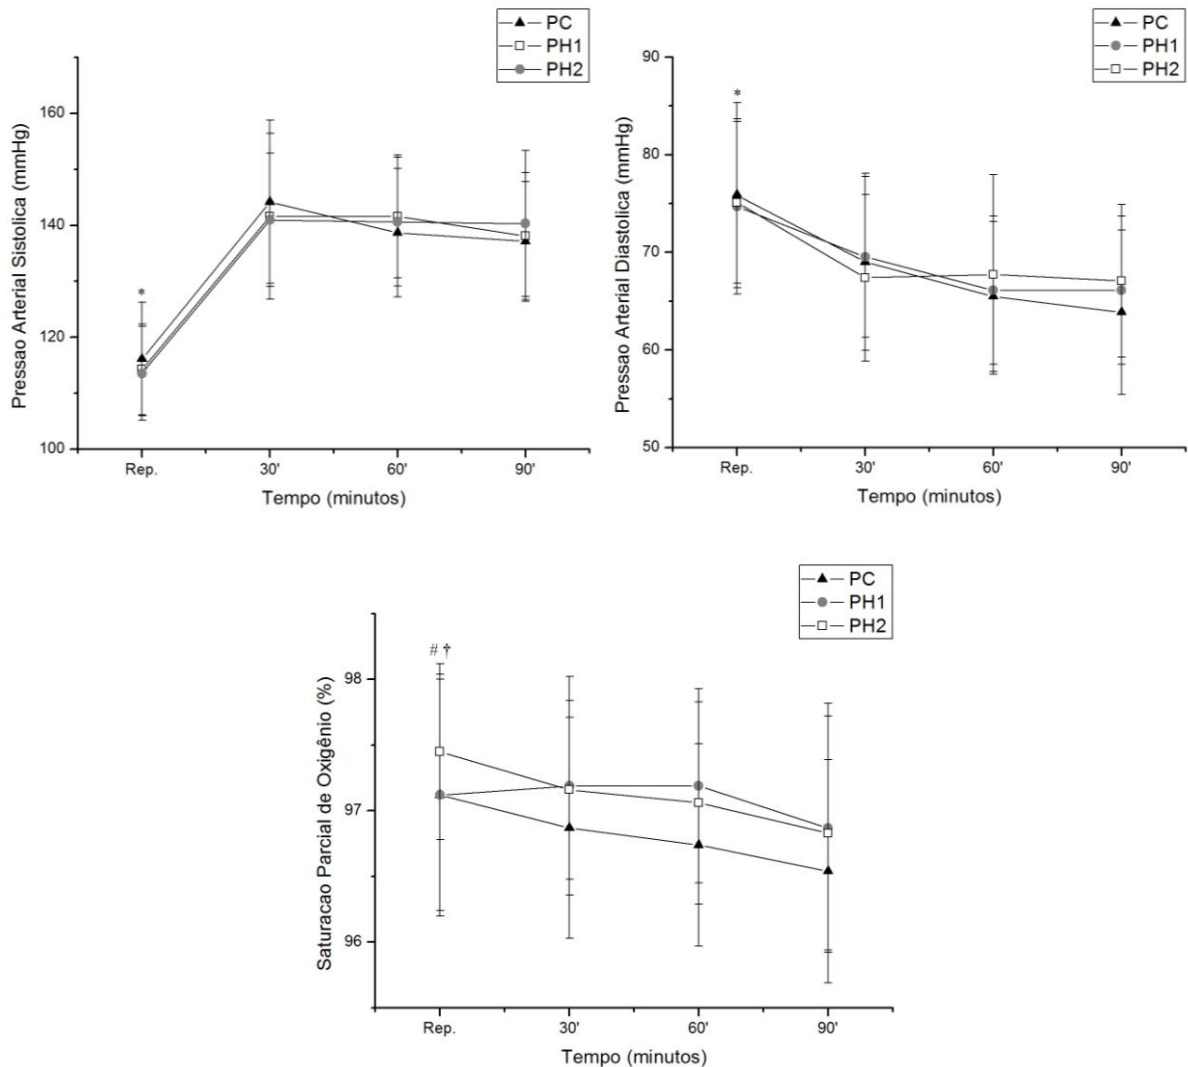 PC
PH1
PH2
Pressao Arterial Sistolica (mmHg)
160
140
120
100
*
Rep.
30'
60'
90'
Tempo (minutos)
PC
PH1
PH2
Pressao Arterial Diastolica (mmHg)
90
80
70
60
50
*
Rep.
30'
60'
90'
Tempo (minutos)
PC
PH1
PH2
Saturacao Parcial de Oxigênio (%)
98
97
96
# †
Rep.
30'
60'
90'
Tempo (minutos)